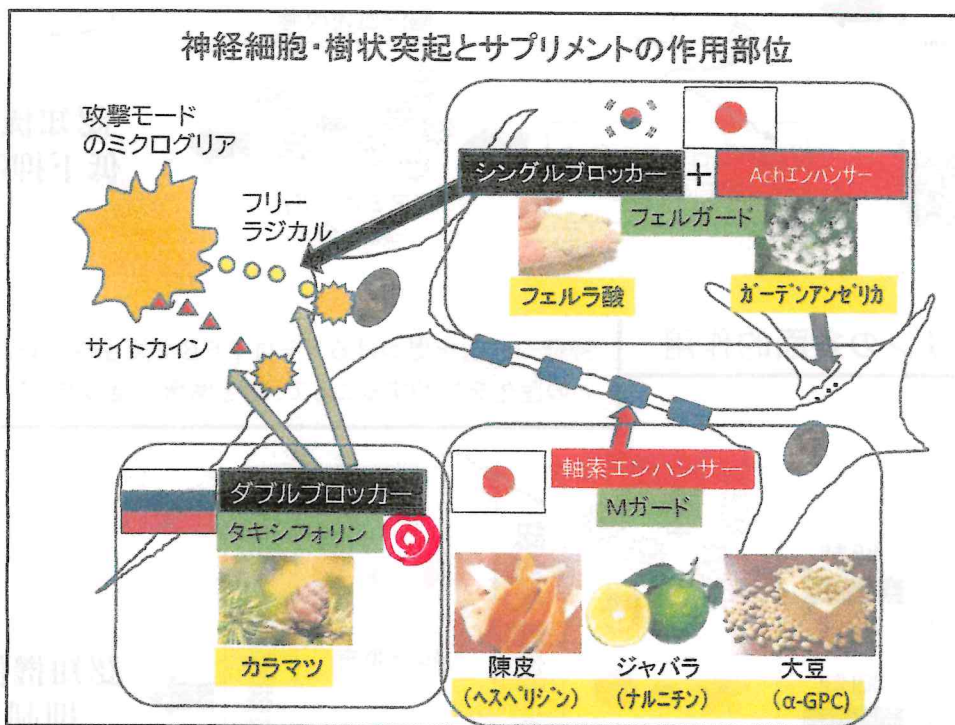 神経細胞・樹状突起とサプリメントの作用部位
攻撃モード
のミクログリア
フリー
ラジカル
サイトカイン
シングルブロッカー
+
Achエンハンサー
フェルガード
フェルラ酸
ガーデンアンゼリカ
ダブルブロッカー
タキシフォリン
カラマツ
軸索エンハンサー
Mガード
陳皮
(ヘスペリジン)
ジャバラ
(ナルニチン)
大豆
(α-GPC)